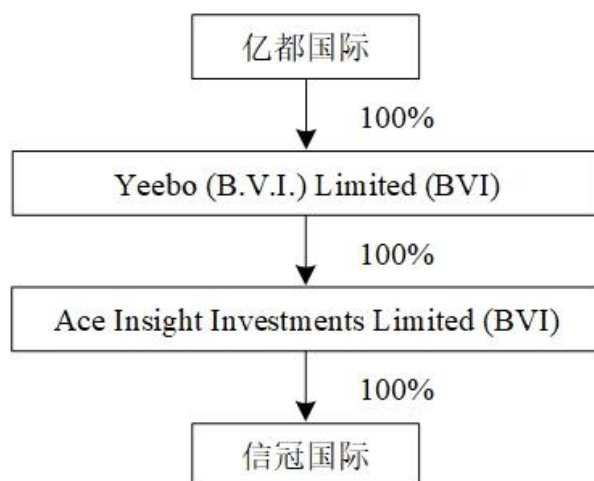 亿都国际
100%
Yeebo (B.V.I.) Limited (BVI)
100%
Ace Insight Investments Limited (BVI)
100%
信冠国际